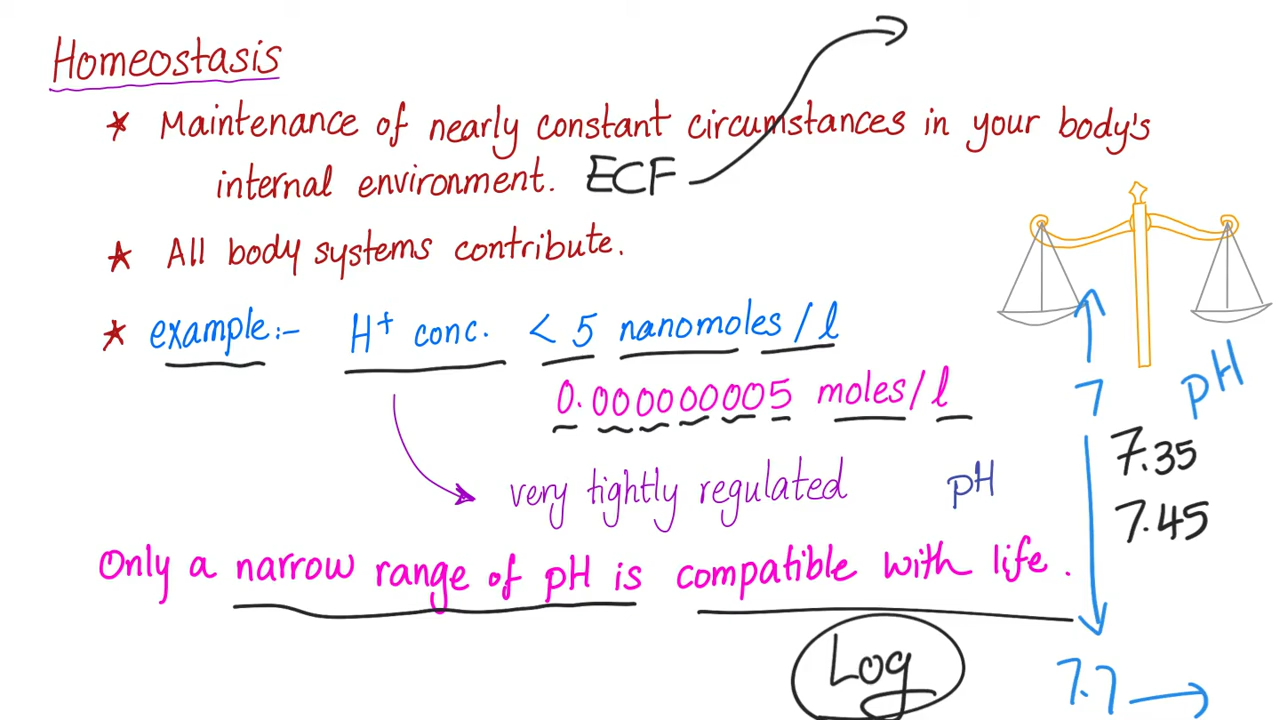 Homeostasis
★ Maintenance of nearly constant circumstances in your body's
internal environment. ECF
★ All body systems contribute.
★ example:- H⁺ conc. < 5 nanomoles / l
0.000000005 moles / l
very tightly regulated pH
Only a narrow range of pH is compatible with life.
Log
7 pH
7.35
7.45
7.7